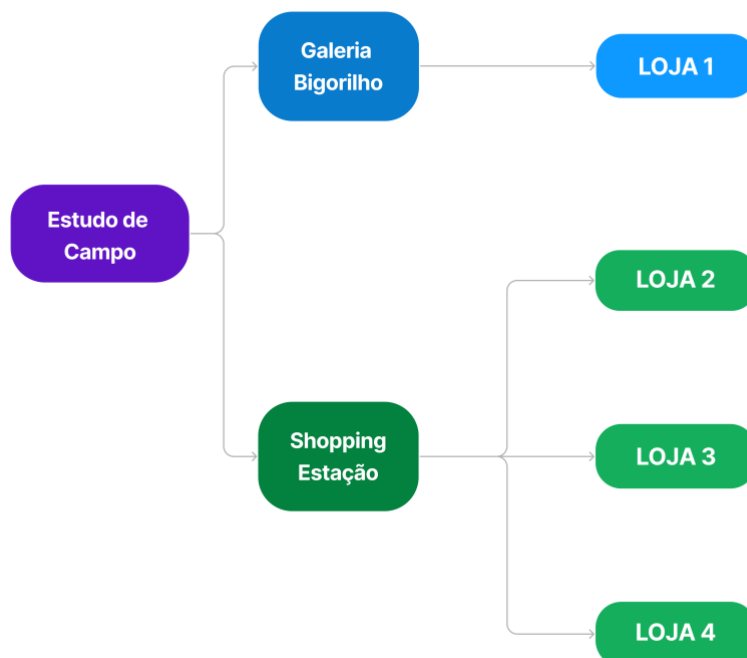 Galeria
Bigorilho
LOJA 1
Estudo de
Campo
LOJA 2
Shopping
Estação
LOJA 3
LOJA 4